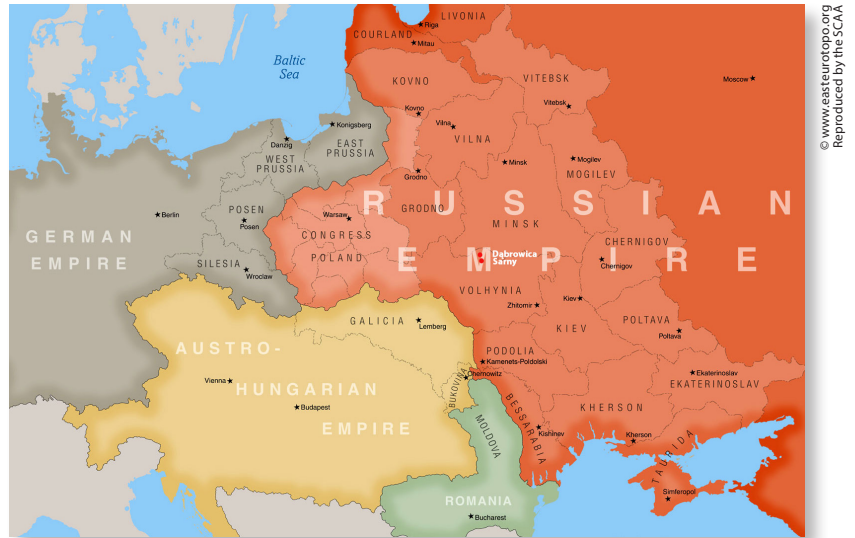 LIVONIA
Riga
COURLAND
Mitau
Baltic
Sea
KOVNO
VITEBSK
Moscow
Kovno
Vitebsk
Vilna
VILNA
Konigsberg
Danzig
EAST
PRUSSIA
WEST
PRUSSIA
Minsk
Mogilev
MOGILEV
Grodno
RUSSIAN
EMPIRE
GRODNO
MINSK
Berlin
POSEN
Posen
Warsaw
CONGRESS
POLAND
GERMAN
EMPIRE
SILESIA
Wroclaw
Dąbrowica
Sarny
CHERNIGOV
Chernigov
VOLHYNIA
Zhitomir
Kiev
KIEV
POLTAVA
Poltava
GALICIA
Lemberg
AUSTRO-
HUNGARIAN
EMPIRE
Vienna
Budapest
PODOLIA
Kamenets-Poldolski
Chernowitz
BUKOVINA
Ekaterinoslav
EKATERINOSLAV
BESSARABIA
Kishinev
KHERSON
Kherson
MOLDOVA
TAURIDA
Simferopol
ROMANIA
Bucharest
© www.easteurotopo.org
Reproduced by the SCAA